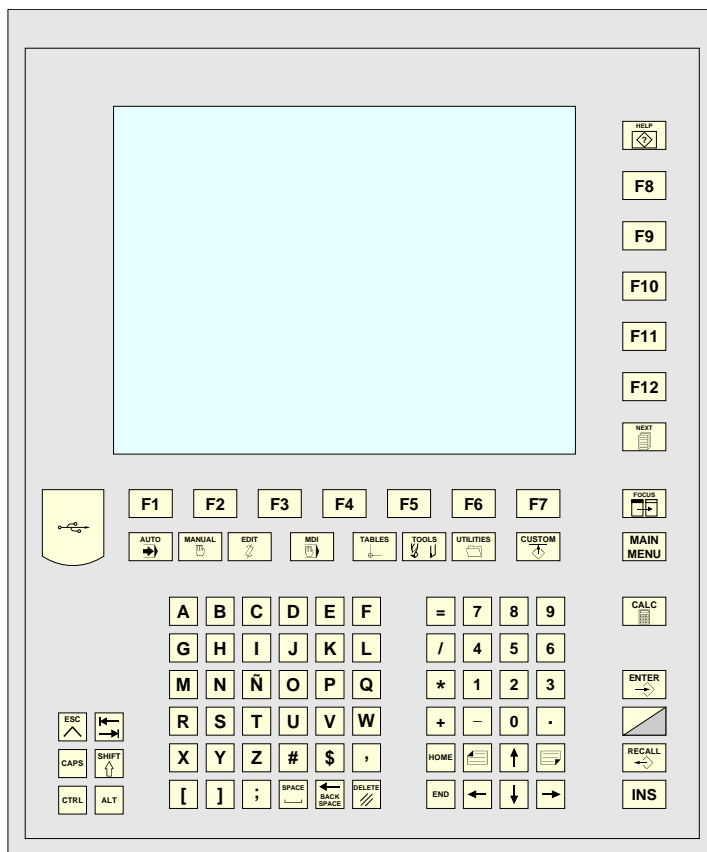 HELP
?
F8
F9
F10
F11
F12
NEXT
F1 F2 F3 F4 F5 F6 F7 FOCUS
AUTO MANUAL EDIT MDI TABLES TOOLS UTILITIES CUSTOM MAIN MENU
A B C D E F = 7 8 9 CALC
G H I J K L / 4 5 6
M N Ñ O P Q * 1 2 3 ENTER
ESC R S T U V W + - 0 .
CAPS SHIFT X Y Z # $ , HOME RECALL
CTRL ALT [ ] ; SPACE BACK SPACE DELETE END INS